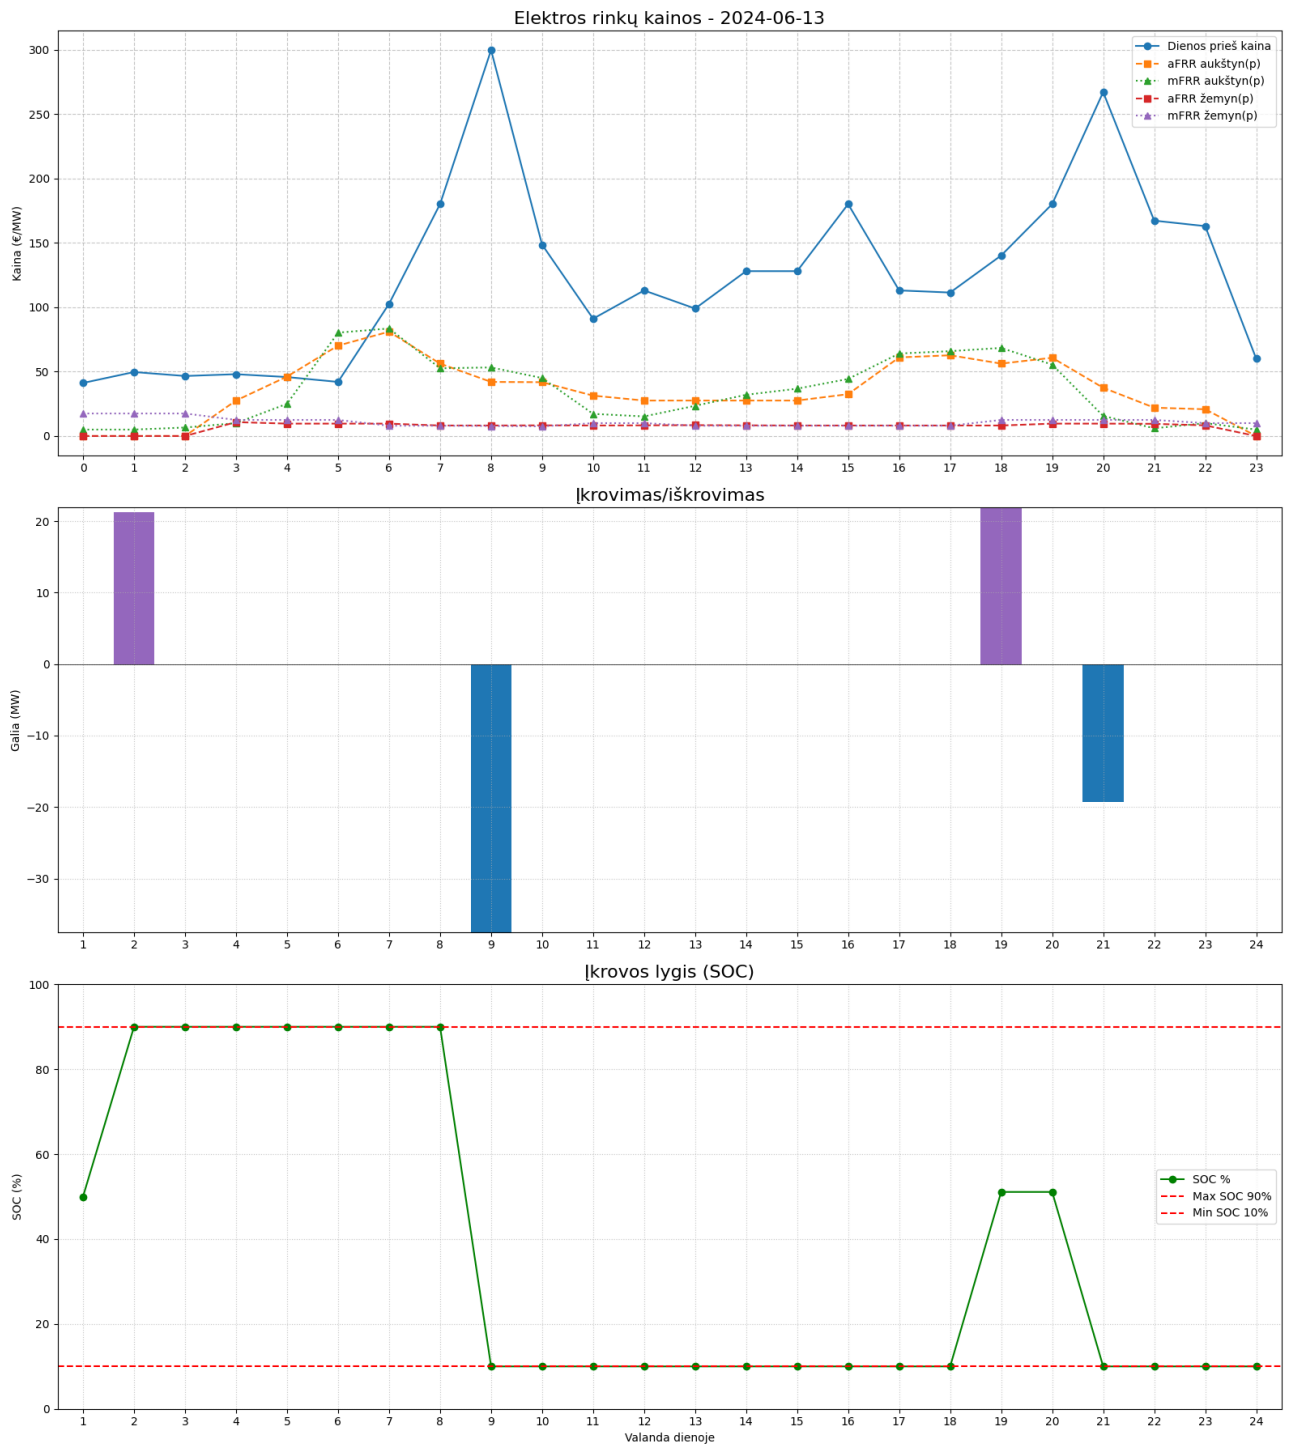 Elektros rinkų kainos - 2024-06-13
Kaina (€/MW)
300
250
200
150
100
50
0
Dienos prieš kaina
aFRR aukštyn(p)
mFRR aukštyn(p)
aFRR žemyn(p)
mFRR žemyn(p)
0 1 2 3 4 5 6 7 8 9 10 11 12 13 14 15 16 17 18 19 20 21 22 23
Įkrovimas/iškrovimas
Galia (MW)
20
10
0
−10
−20
−30
1 2 3 4 5 6 7 8 9 10 11 12 13 14 15 16 17 18 19 20 21 22 23 24
Įkrovos lygis (SOC)
SOC (%)
100
80
60
40
20
0
SOC %
Max SOC 90%
Min SOC 10%
1 2 3 4 5 6 7 8 9 10 11 12 13 14 15 16 17 18 19 20 21 22 23 24
Valanda dienoje